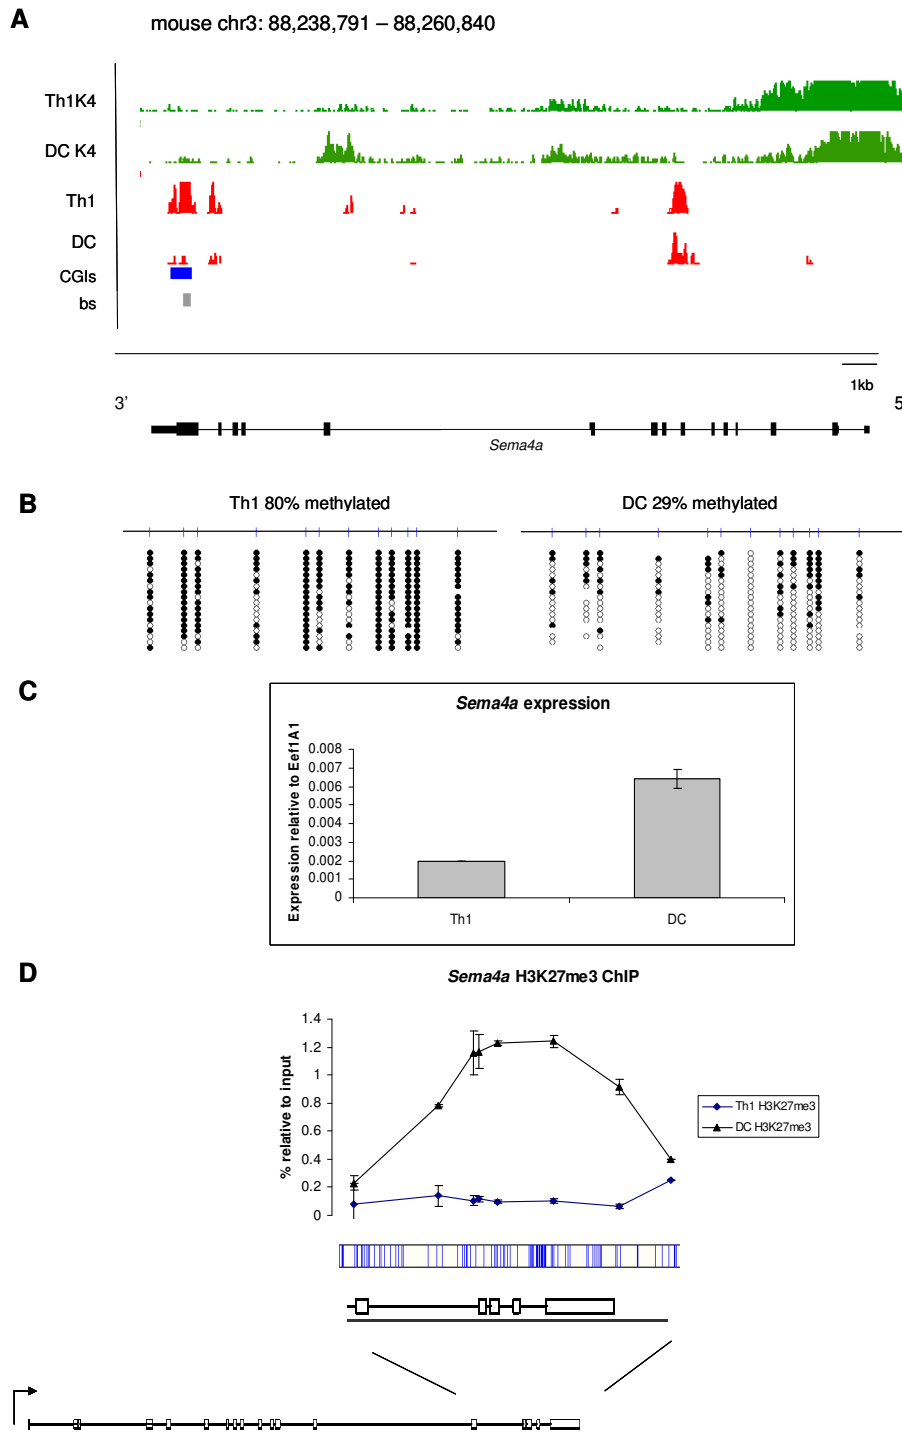 A
mouse chr3: 88,238,791 – 88,260,840
Th1K4
DC K4
Th1
DC
CGIs
bs
1kb
3’
5
Sema4a
B
Th1 80% methylated
DC 29% methylated
C
Sema4a expression
Expression relative to Eef1A1
0.008
0.007
0.006
0.005
0.004
0.003
0.002
0.001
0
Th1
DC
D
Sema4a H3K27me3 ChIP
% relative to input
1.4
1.2
1
0.8
0.6
0.4
0.2
0
Th1 H3K27me3
DC H3K27me3